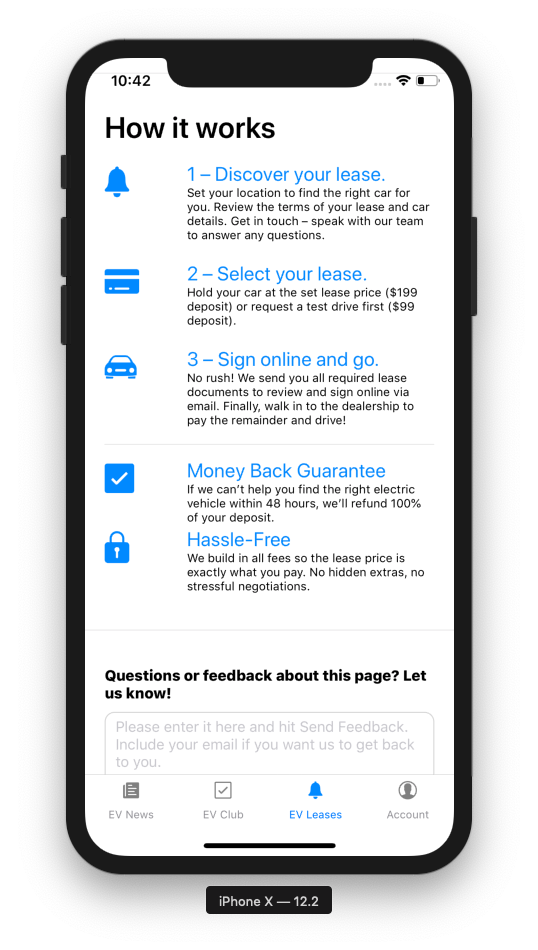 10:42
How it works
1 – Discover your lease.
Set your location to find the right car for
you. Review the terms of your lease and car
details. Get in touch – speak with our team
to answer any questions.
2 – Select your lease.
Hold your car at the set lease price ($199
deposit) or request a test drive first ($99
deposit).
3 – Sign online and go.
No rush! We send you all required lease
documents to review and sign online via
email. Finally, walk in to the dealership to
pay the remainder and drive!
Money Back Guarantee
If we can’t help you find the right electric
vehicle within 48 hours, we’ll refund 100%
of your deposit.
Hassle-Free
We build in all fees so the lease price is
exactly what you pay. No hidden extras, no
stressful negotiations.
Questions or feedback about this page? Let
us know!
Please enter it here and hit Send Feedback.
Include your email if you want us to get back
to you.
EV News EV Club EV Leases Account
iPhone X — 12.2